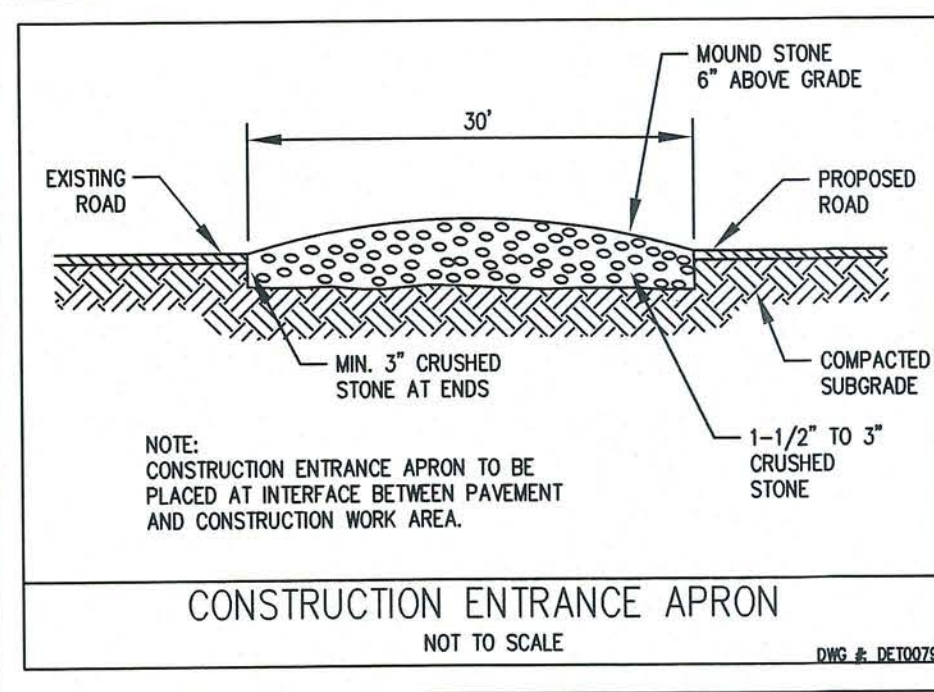 MOUND STONE
6" ABOVE GRADE
30'
EXISTING
ROAD
PROPOSED
ROAD
MIN. 3" CRUSHED
STONE AT ENDS
COMPACTED
SUBGRADE
1-1/2" TO 3"
CRUSHED
STONE
NOTE:
CONSTRUCTION ENTRANCE APRON TO BE
PLACED AT INTERFACE BETWEEN PAVEMENT
AND CONSTRUCTION WORK AREA.
CONSTRUCTION ENTRANCE APRON
NOT TO SCALE
DWG #: DET0079